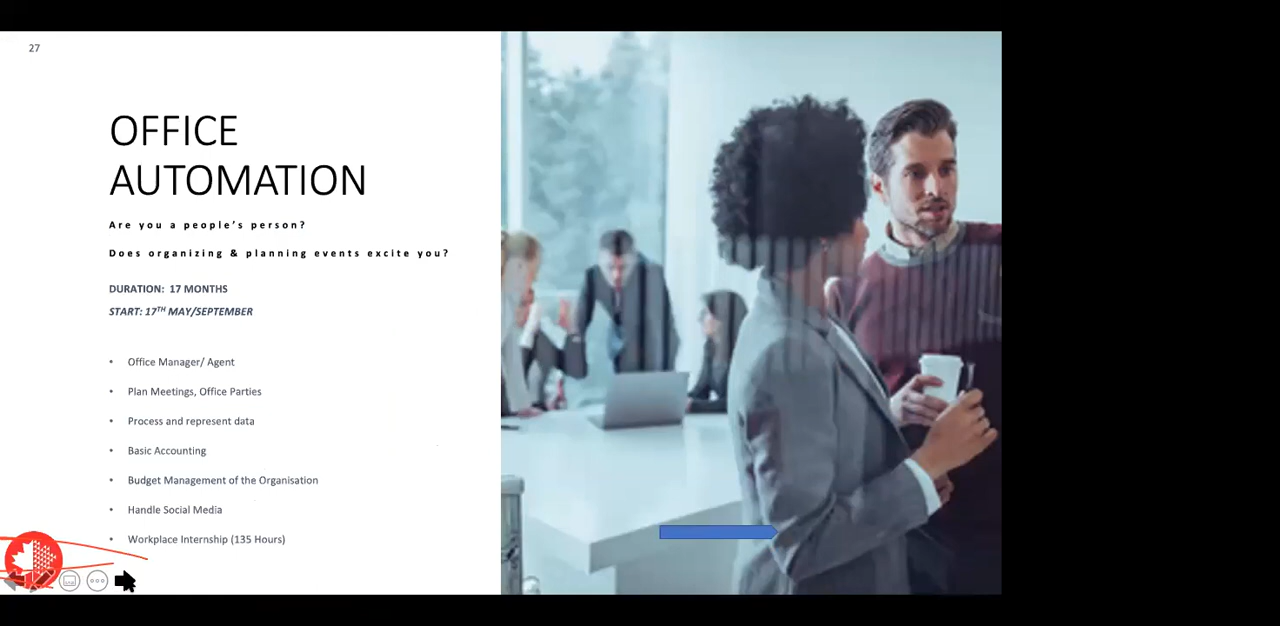 27
OFFICE
AUTOMATION
Are you a people's person?
Does organizing & planning events excite you?
DURATION: 17 MONTHS
START: 17TH MAY/SEPTEMBER
• Office Manager/ Agent
• Plan Meetings, Office Parties
• Process and represent data
• Basic Accounting
• Budget Management of the Organisation
• Handle Social Media
• Workplace Internship (135 Hours)